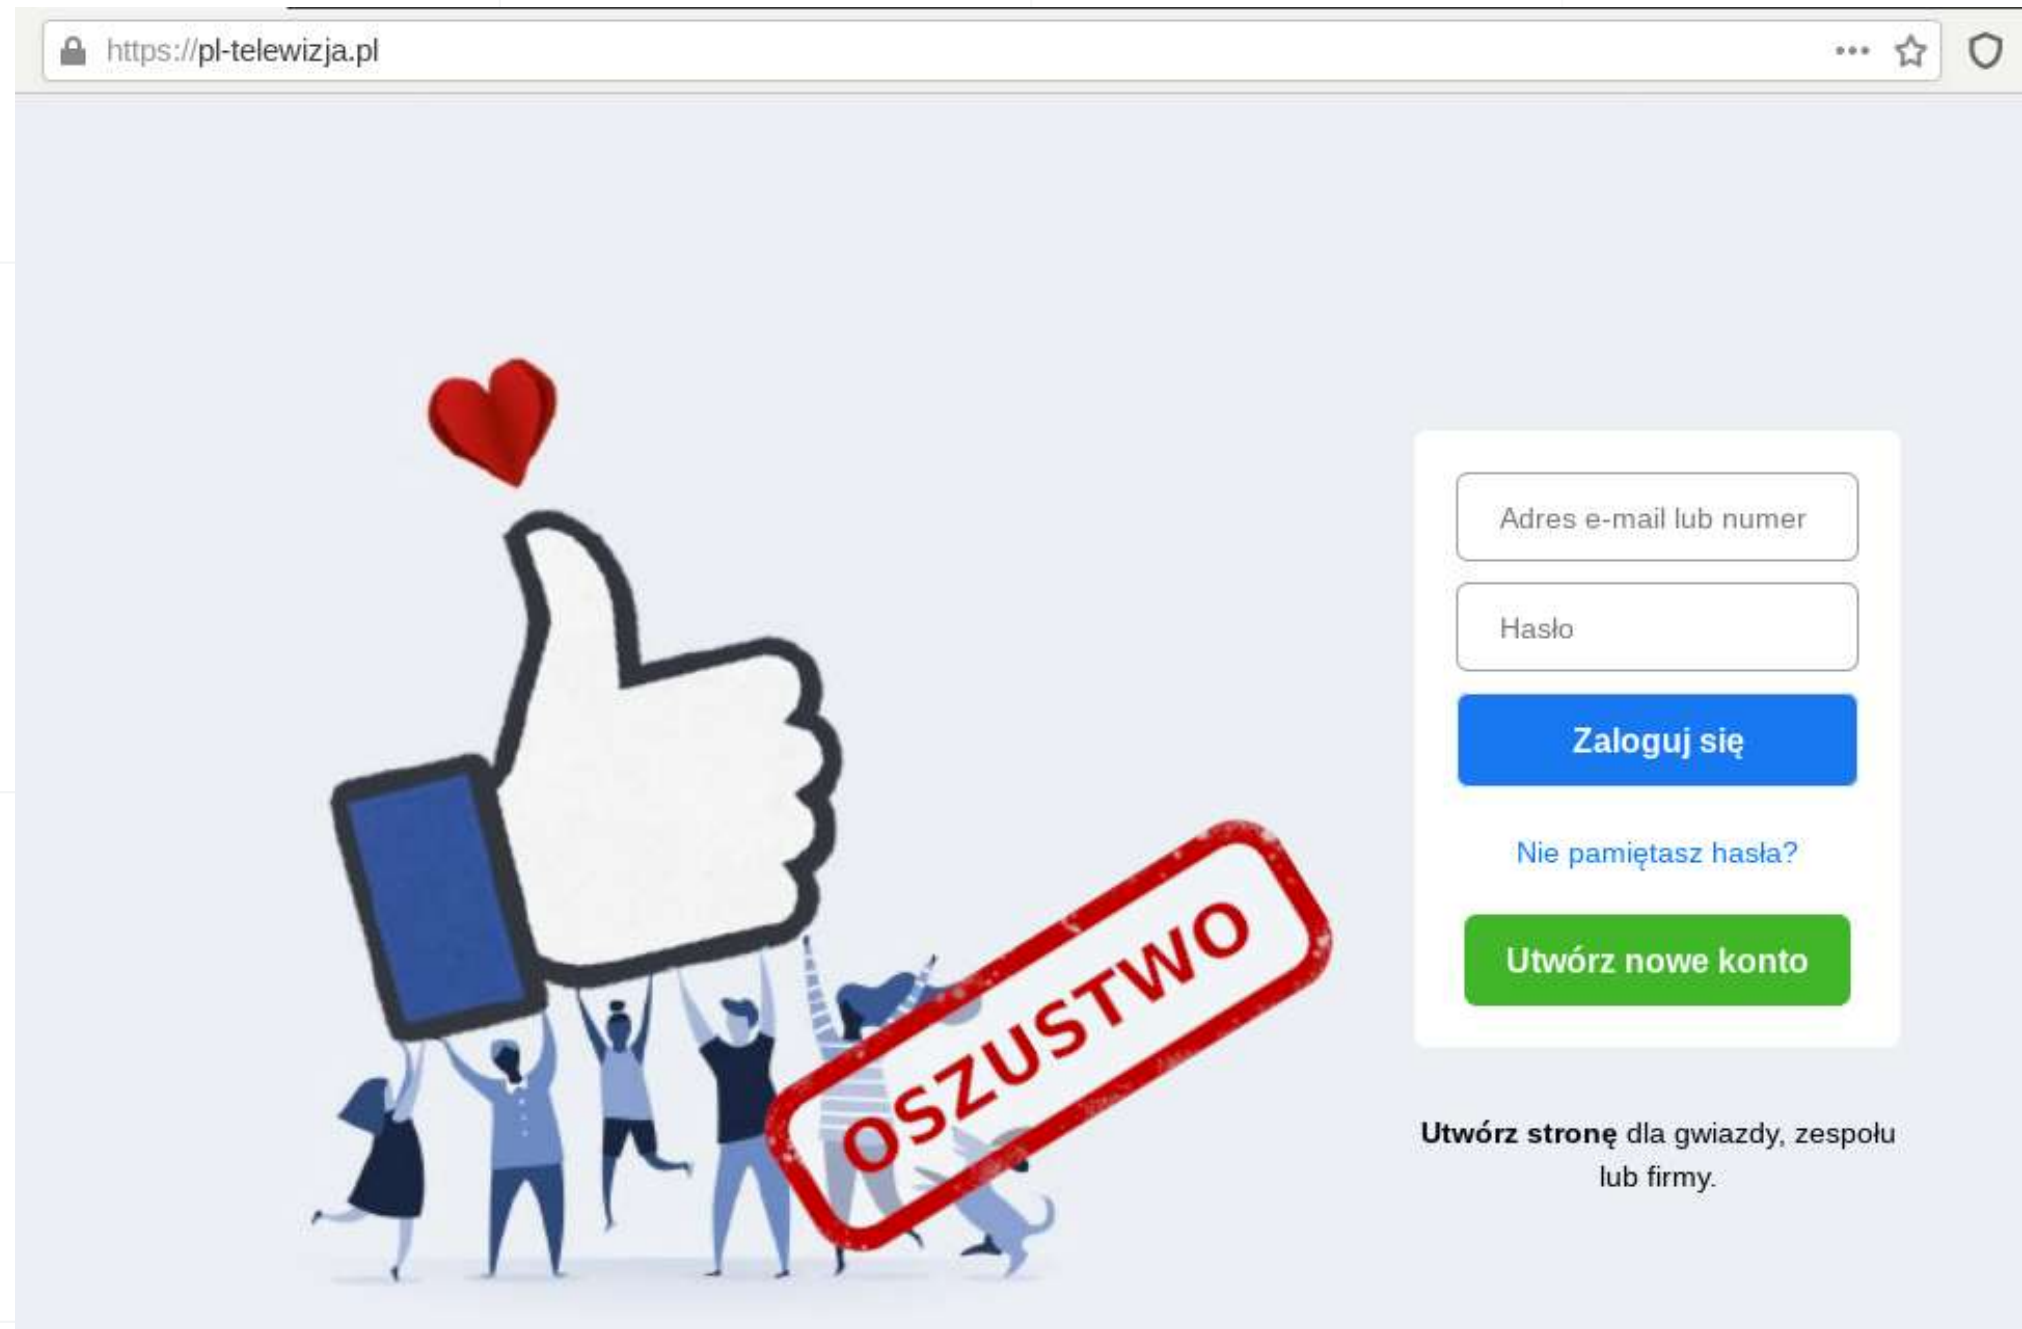 https://pl-telewizja.pl
Adres e-mail lub numer
Hasło
Zaloguj się
Nie pamiętasz hasła?
Utwórz nowe konto
OSZUSTWO
Utwórz stronę dla gwiazdy, zespołu
lub firmy.